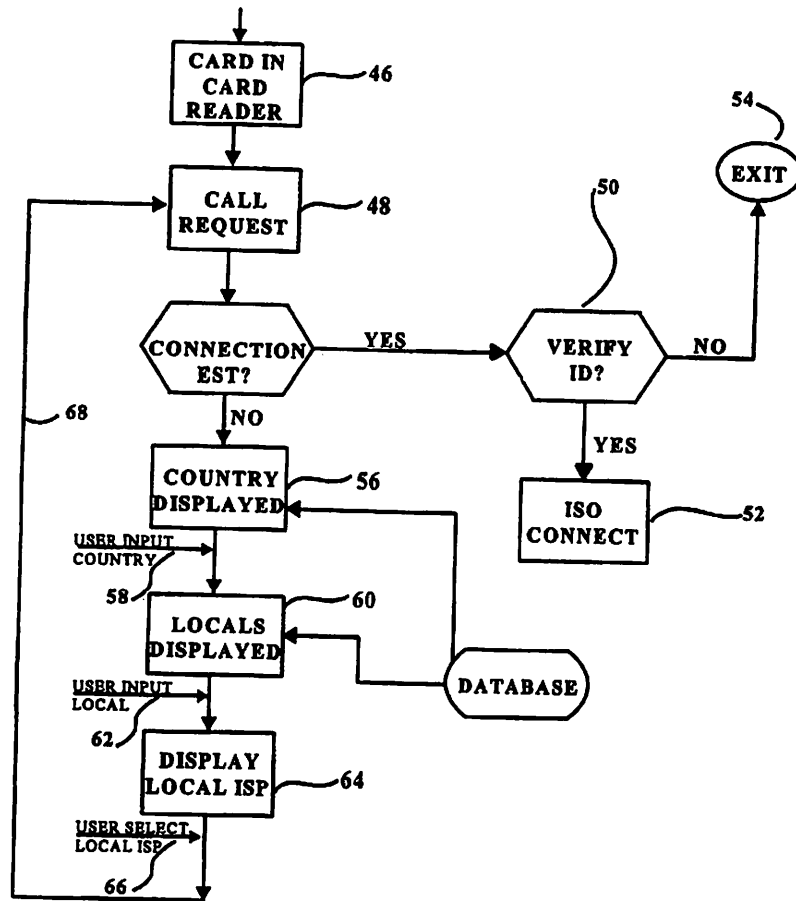 CARD IN
CARD
READER
46
54
EXIT
CALL
REQUEST
48
50
CONNECTION
EST?
YES
VERIFY
ID?
NO
68
NO
YES
COUNTRY
DISPLAYED
56
ISO
CONNECT
52
USER INPUT
COUNTRY
58
60
LOCALS
DISPLAYED
DATABASE
USER INPUT
LOCAL
62
DISPLAY
LOCAL ISP
64
USER SELECT
LOCAL ISP
66